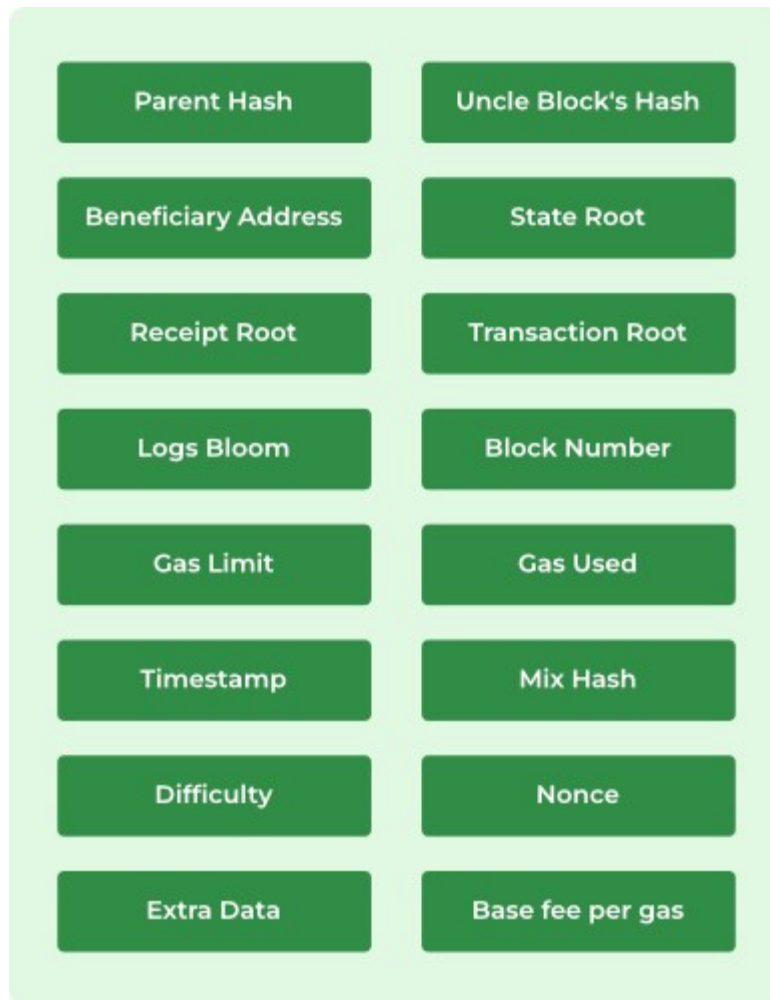 Parent Hash
Uncle Block's Hash
Beneficiary Address
State Root
Receipt Root
Transaction Root
Logs Bloom
Block Number
Gas Limit
Gas Used
Timestamp
Mix Hash
Difficulty
Nonce
Extra Data
Base fee per gas